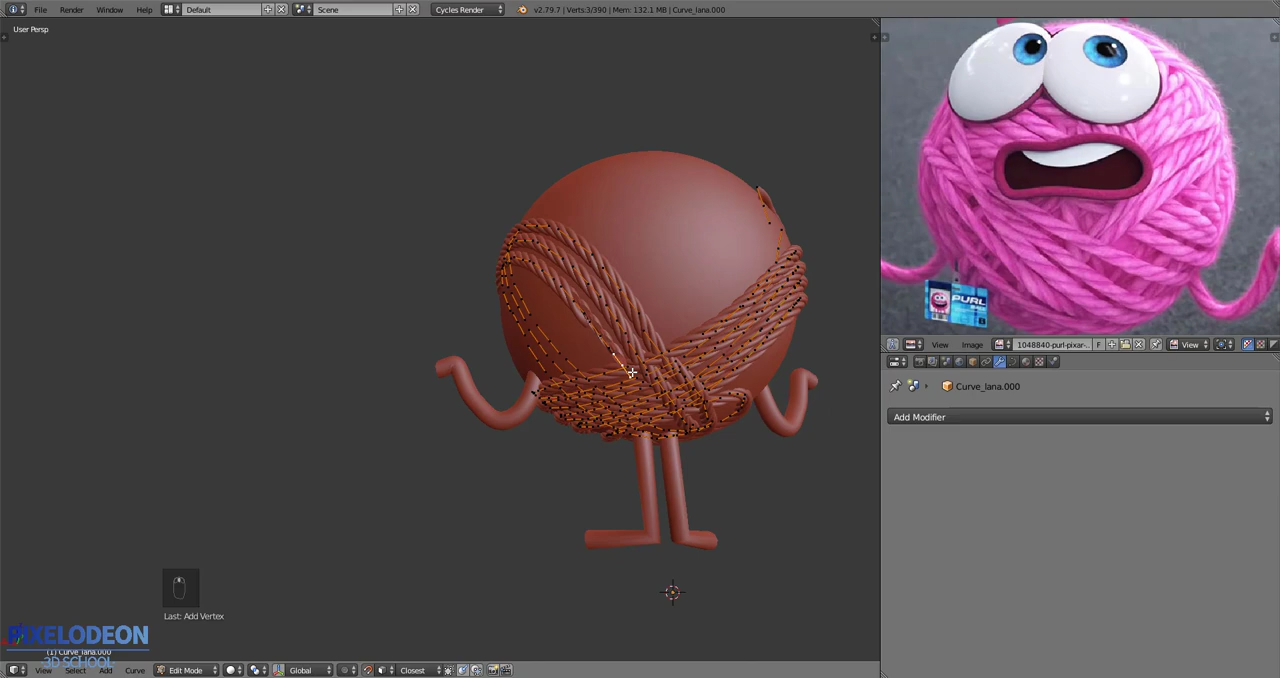 File Render Window Help Default Scene Cycles Render v2.79.7 | Verts:3/390 | Mem: 132.1 MB | Curve_lana.000
User Persp
PURL
View Image 1048840-purl-pixar- F View
Curve_lana.000
Add Modifier
Last: Add Vertex
PIXELODEON
(1) Curve_lana.000
3D SCHOOL
View Select Add Curve Edit Mode Global Closest